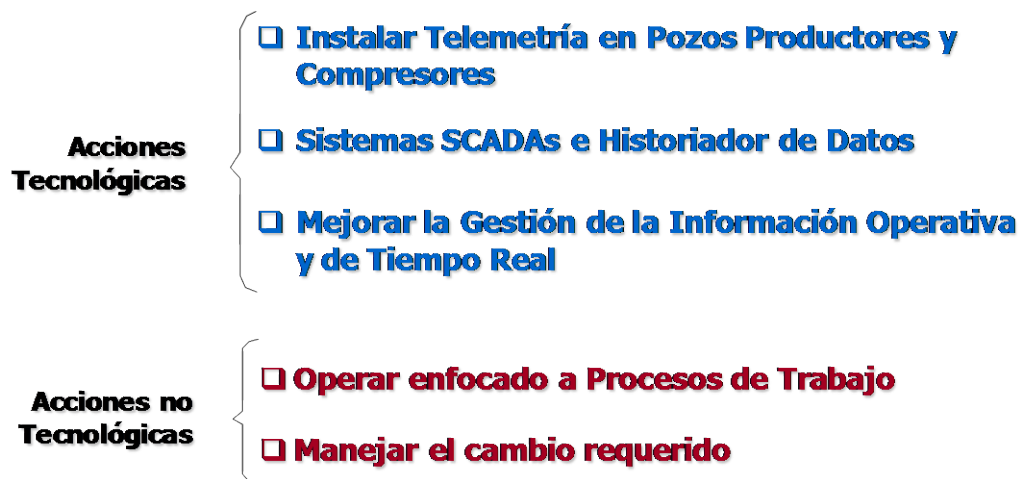 Acciones
Tecnológicas
❑ Instalar Telemetría en Pozos Productores y
Compresores
❑ Sistemas SCADAs e Historiador de Datos
❑ Mejorar la Gestión de la Información Operativa
y de Tiempo Real
Acciones no
Tecnológicas
❑ Operar enfocado a Procesos de Trabajo
❑ Manejar el cambio requerido